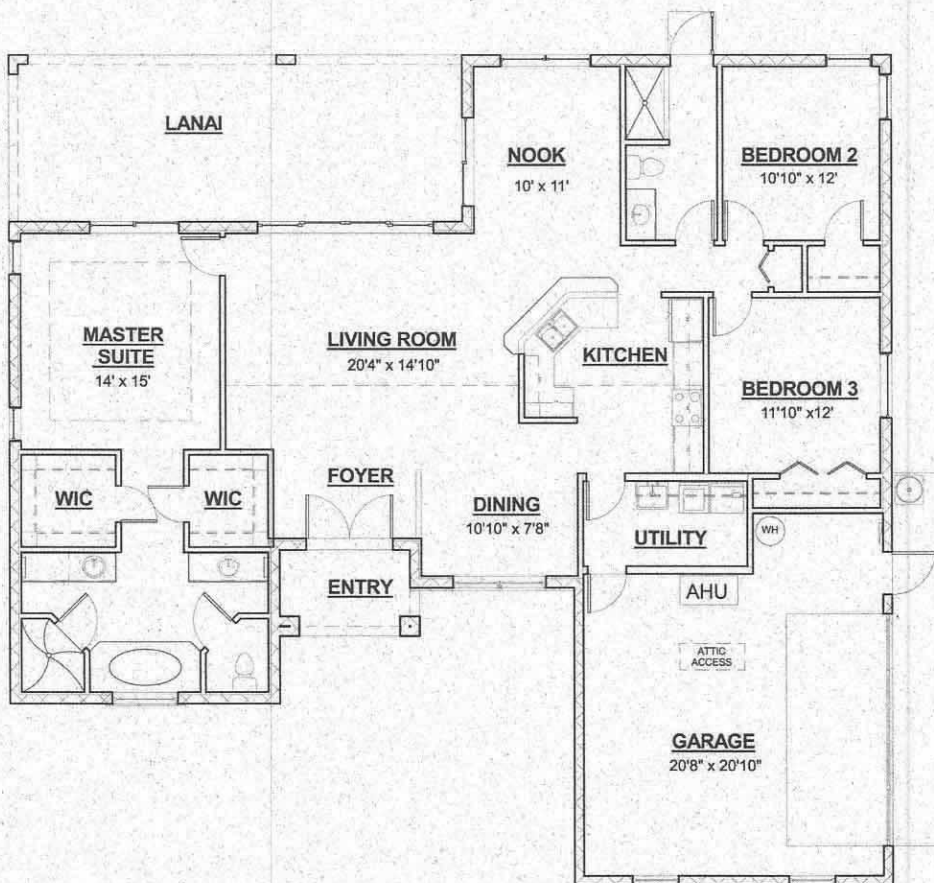 LANAI
NOOK
10' x 11'
BEDROOM 2
10'10" x 12'
MASTER
SUITE
14' x 15'
LIVING ROOM
20'4" x 14'10"
KITCHEN
BEDROOM 3
11'10" x12'
WIC
WIC
FOYER
DINING
10'10" x 7'8"
UTILITY
WH
ENTRY
AHU
ATTIC
ACCESS
GARAGE
20'8" x 20'10"